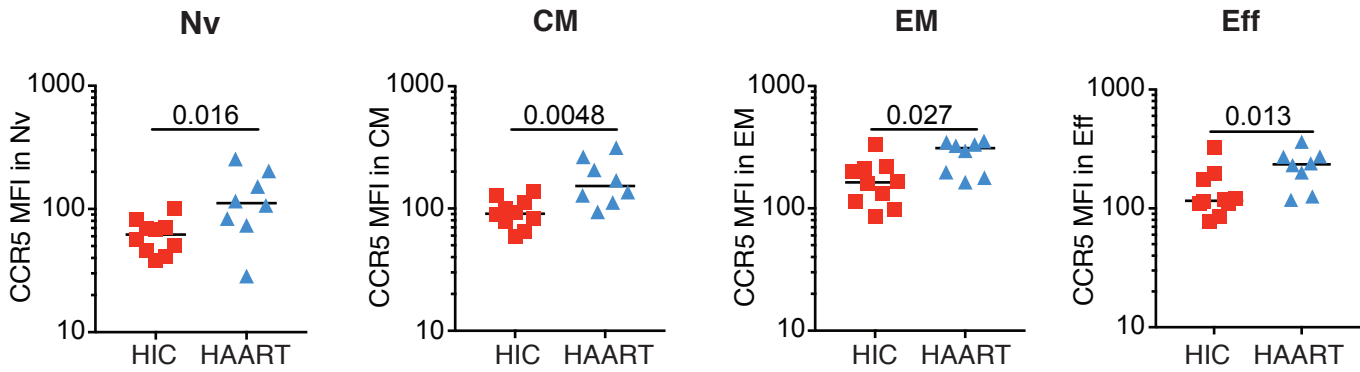 Nv
CCR5 MFI in Nv
1000
100
10
0.016
HIC HAART
CM
CCR5 MFI in CM
1000
100
10
0.0048
HIC HAART
EM
CCR5 MFI in EM
1000
100
10
0.027
HIC HAART
Eff
CCR5 MFI in Eff
1000
100
10
0.013
HIC HAART